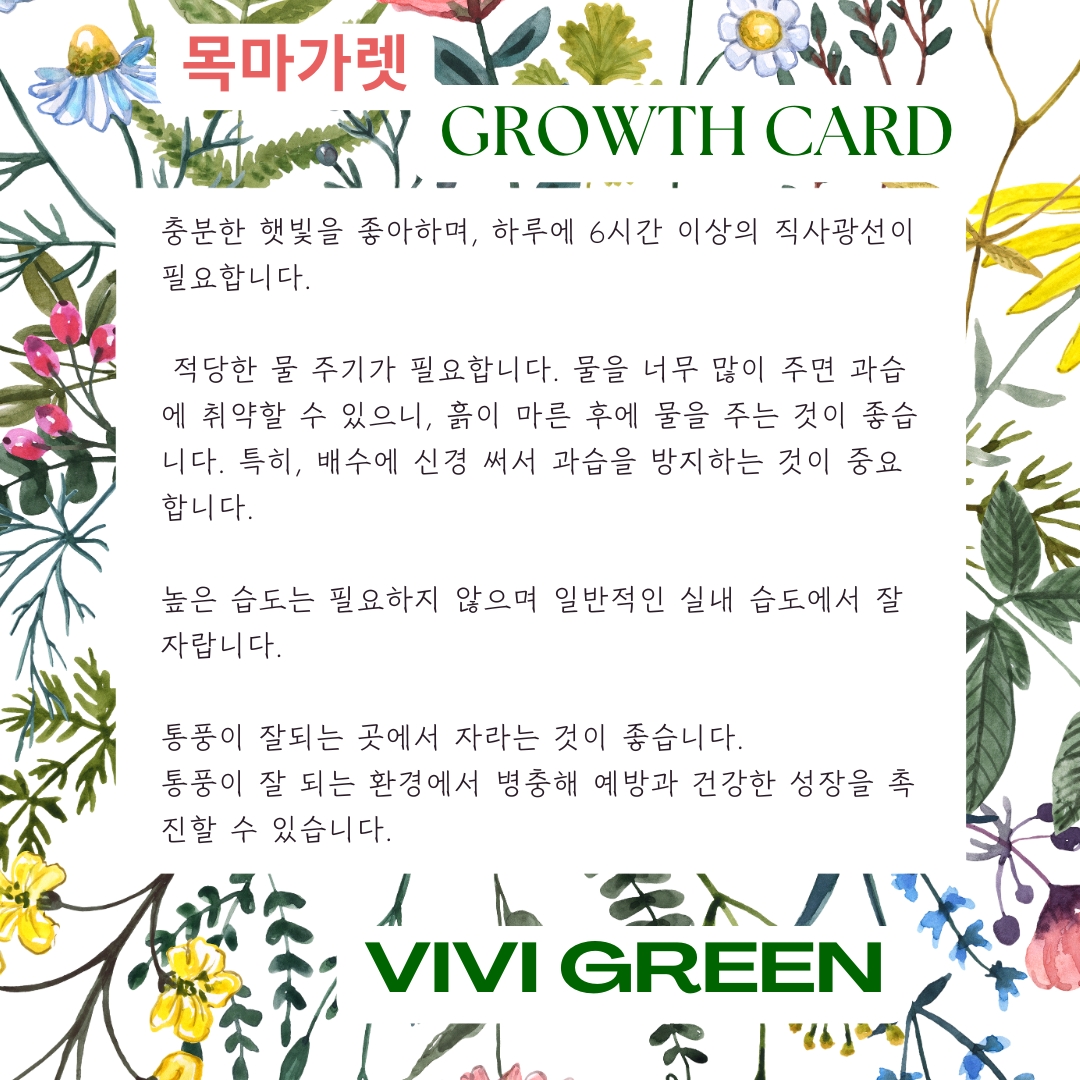 목마가렛
GROWTH CARD
충분한 햇빛을 좋아하며, 하루에 6시간 이상의 직사광선이
필요합니다.
적당한 물 주기가 필요합니다. 물을 너무 많이 주면 과습
에 취약할 수 있으니, 흙이 마른 후에 물을 주는 것이 좋습
니다. 특히, 배수에 신경 써서 과습을 방지하는 것이 중요
합니다.
높은 습도는 필요하지 않으며 일반적인 실내 습도에서 잘
자랍니다.
통풍이 잘되는 곳에서 자라는 것이 좋습니다.
통풍이 잘 되는 환경에서 병충해 예방과 건강한 성장을 촉
진할 수 있습니다.
VIVI GREEN